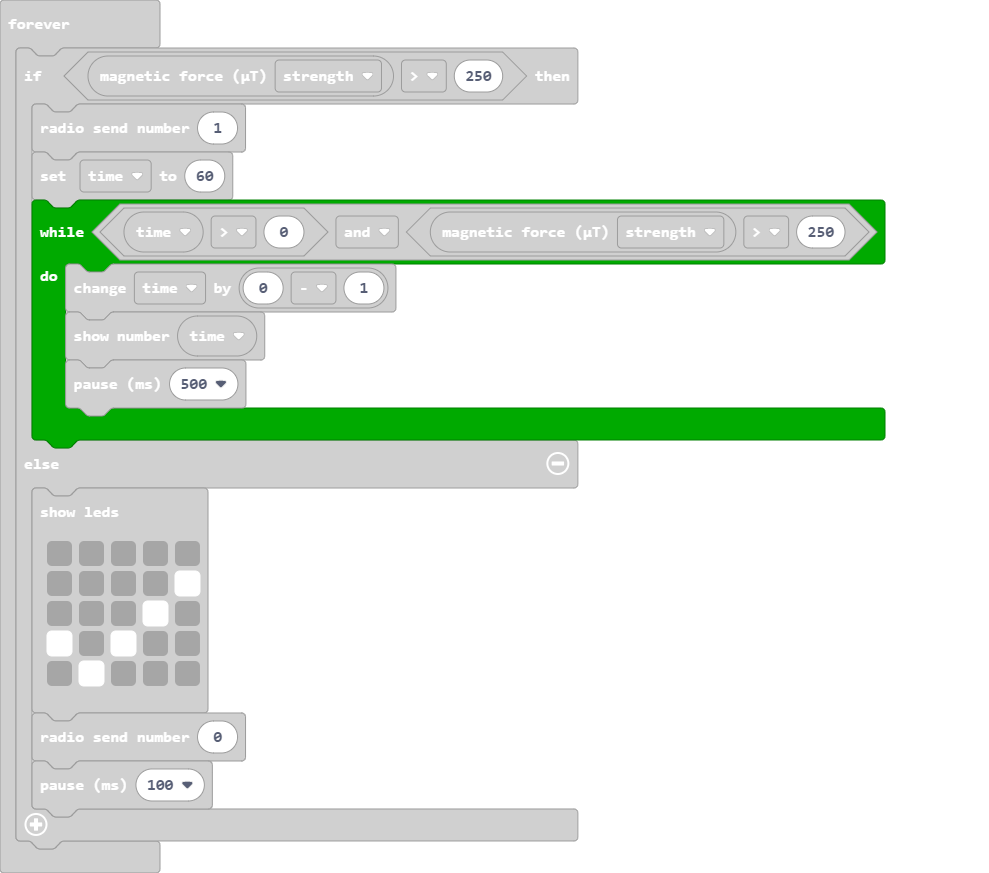 forever
if magnetic force (µT) strength > 250 then
radio send number 1
set time to 60
while time > 0 and magnetic force (µT) strength > 250
do
change time by 0 - 1
show number time
pause (ms) 500
else
show leds
radio send number 0
pause (ms) 100